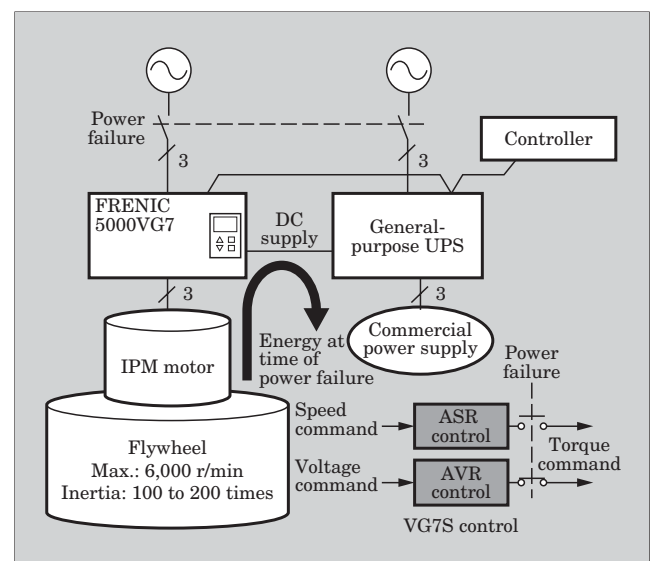 Power
failure
3
3
Controller
FRENIC
5000VG7
DC
supply
General-
purpose UPS
3
3
IPM motor
Energy at
time of
power failure
Commercial
power supply
Flywheel
Max.: 6,000 r/min
Inertia: 100 to 200 times
Power
failure
Speed
command
ASR
control
Torque
command
Voltage
command
AVR
control
VG7S control